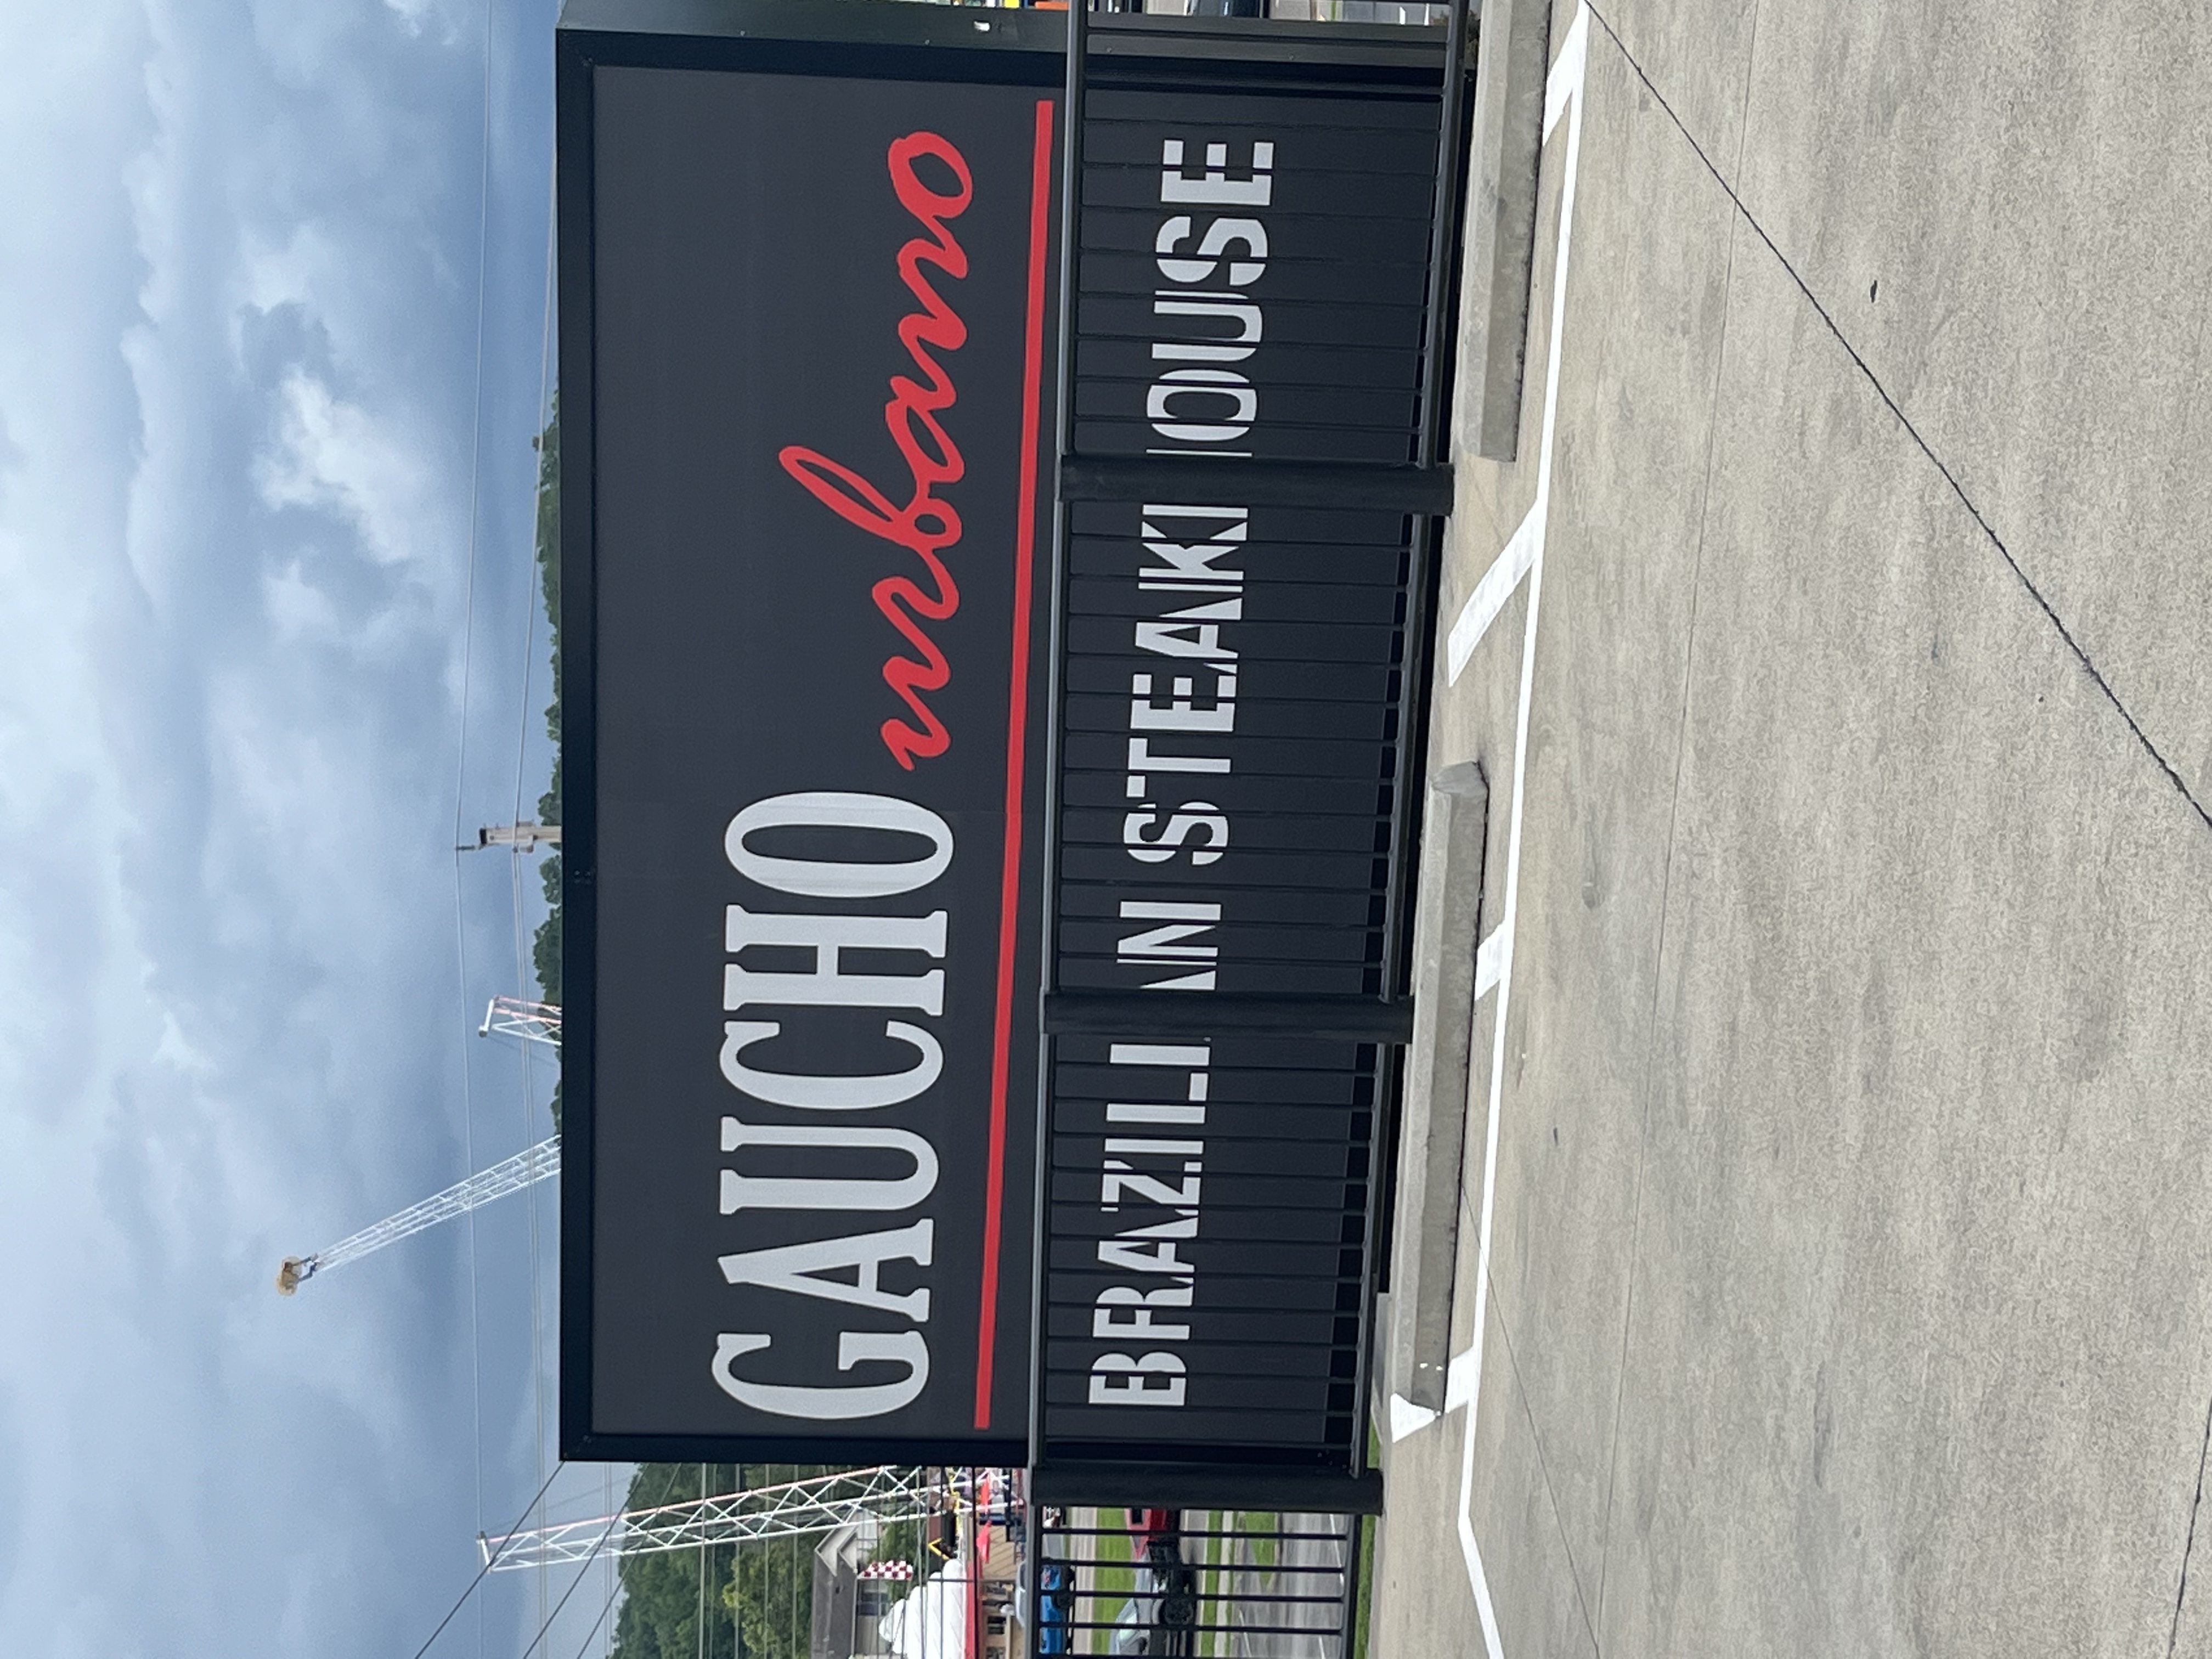 GAUCHO urbano
BRAZILIAN STEAKHOUSE